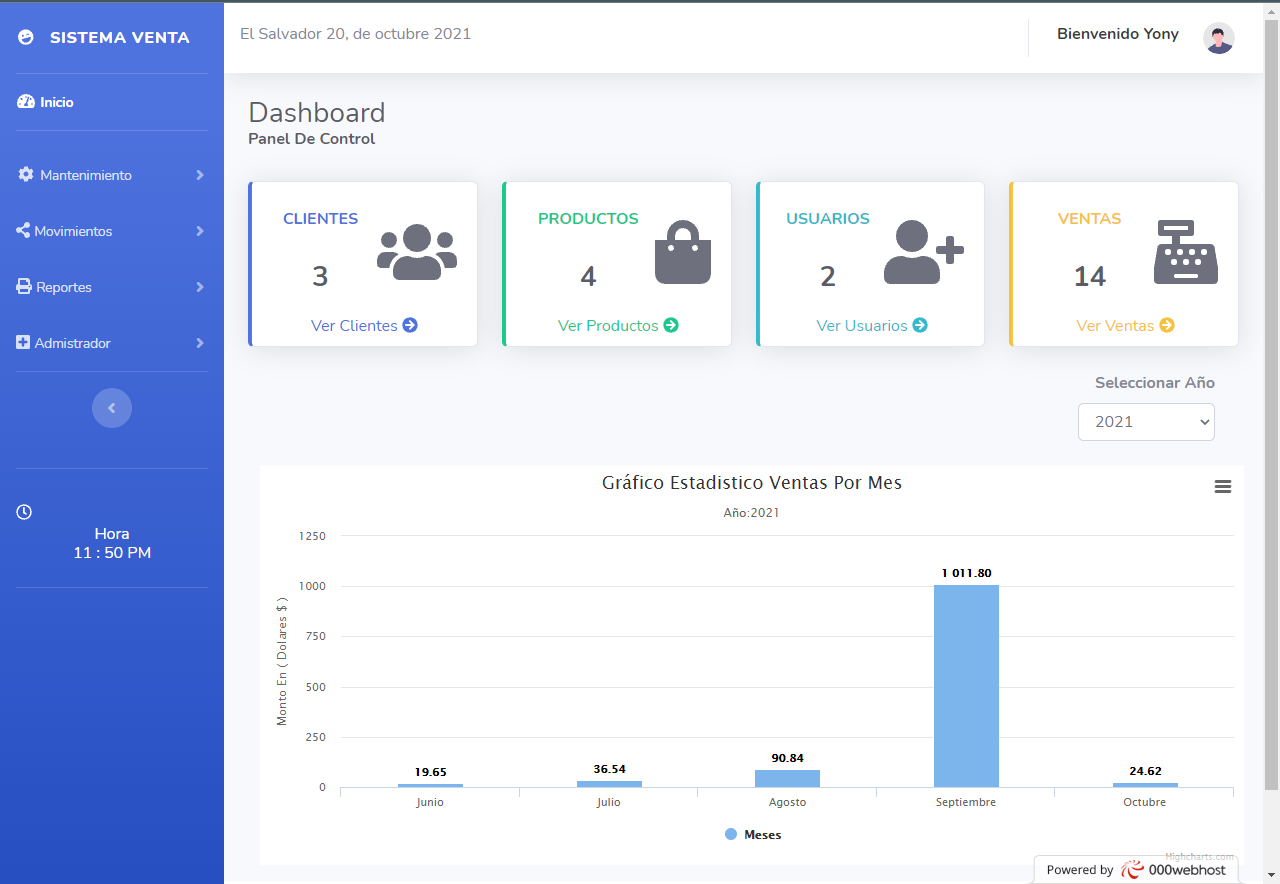 SISTEMA VENTA
Inicio
Mantenimiento
Movimientos
Reportes
Admistrador
Hora
11 : 50 PM
El Salvador 20, de octubre 2021
Bienvenido Yony
Dashboard
Panel De Control
CLIENTES
3
Ver Clientes
PRODUCTOS
4
Ver Productos
USUARIOS
2
Ver Usuarios
VENTAS
14
Ver Ventas
Seleccionar Año
2021
Gráfico Estadistico Ventas Por Mes
Año:2021
Monto En ( Dolares $ )
1250
1000
750
500
250
0
19.65
36.54
90.84
1 011.80
24.62
Junio
Julio
Agosto
Septiembre
Octubre
Meses
Highcharts.com
Powered by 000webhost